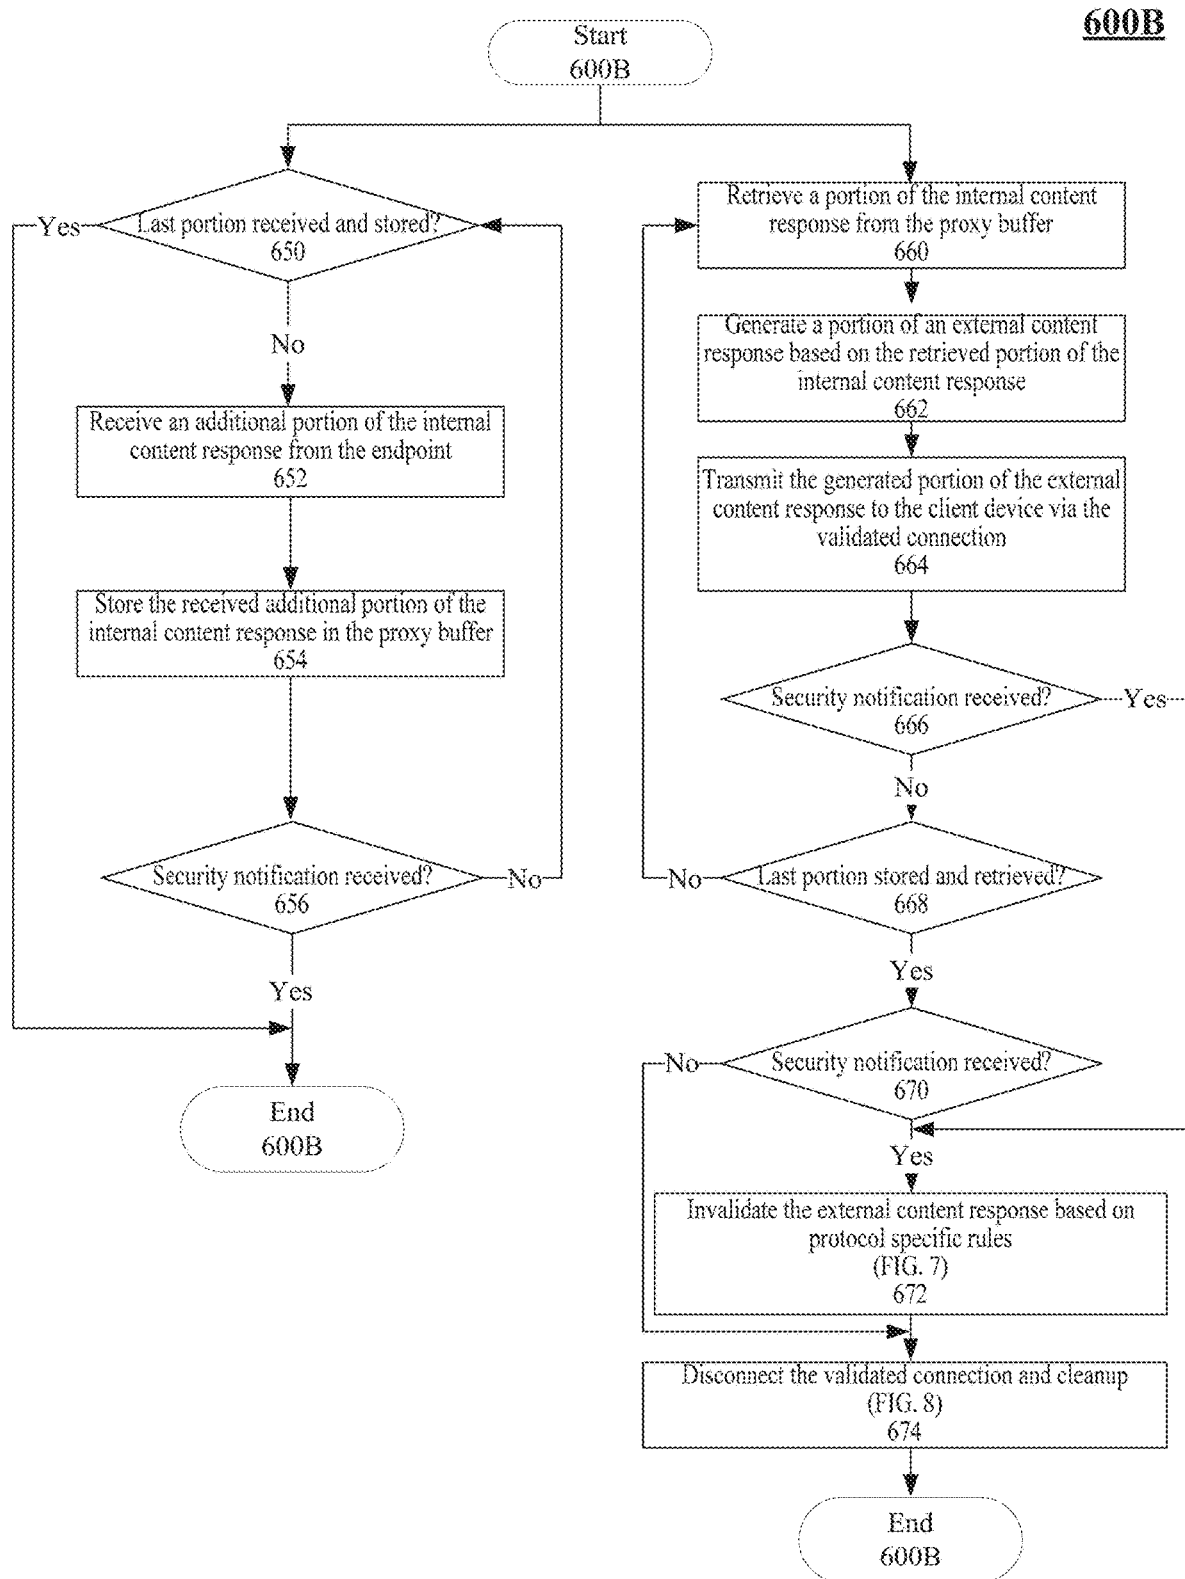 600B
Start
600B
Last portion received and stored?
650
Yes
No
Receive an additional portion of the internal
content response from the endpoint
652
Store the received additional portion of the
internal content response in the proxy buffer
654
Security notification received?
656
No
Yes
End
600B
Retrieve a portion of the internal content
response from the proxy buffer
660
Generate a portion of an external content
response based on the retrieved portion of the
internal content response
662
Transmit the generated portion of the external
content response to the client device via the
validated connection
664
Security notification received?
666
Yes
No
Last portion stored and retrieved?
668
No
Yes
Security notification received?
670
No
Yes
Invalidate the external content response based on
protocol specific rules
(FIG. 7)
672
Disconnect the validated connection and cleanup
(FIG. 8)
674
End
600B